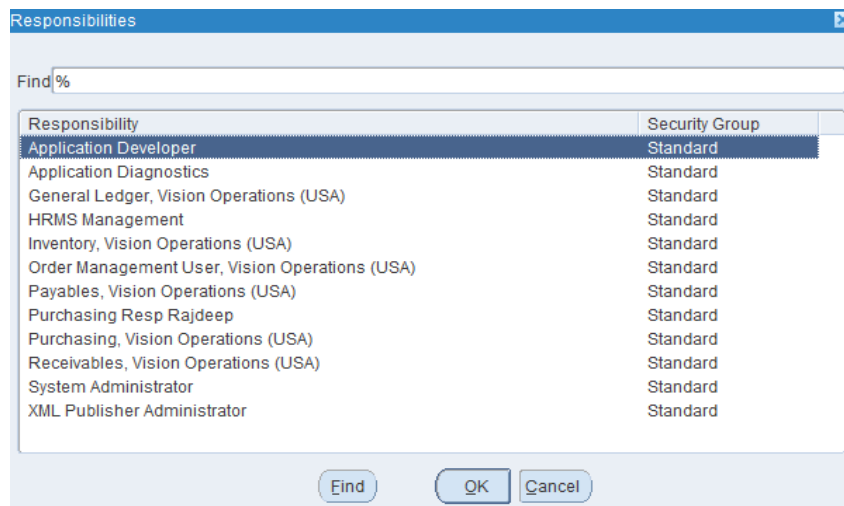 Responsibilities
Find %
Responsibility Security Group
Application Developer Standard
Application Diagnostics Standard
General Ledger, Vision Operations (USA) Standard
HRMS Management Standard
Inventory, Vision Operations (USA) Standard
Order Management User, Vision Operations (USA) Standard
Payables, Vision Operations (USA) Standard
Purchasing Resp Rajdeep Standard
Purchasing, Vision Operations (USA) Standard
Receivables, Vision Operations (USA) Standard
System Administrator Standard
XML Publisher Administrator Standard
Find OK Cancel